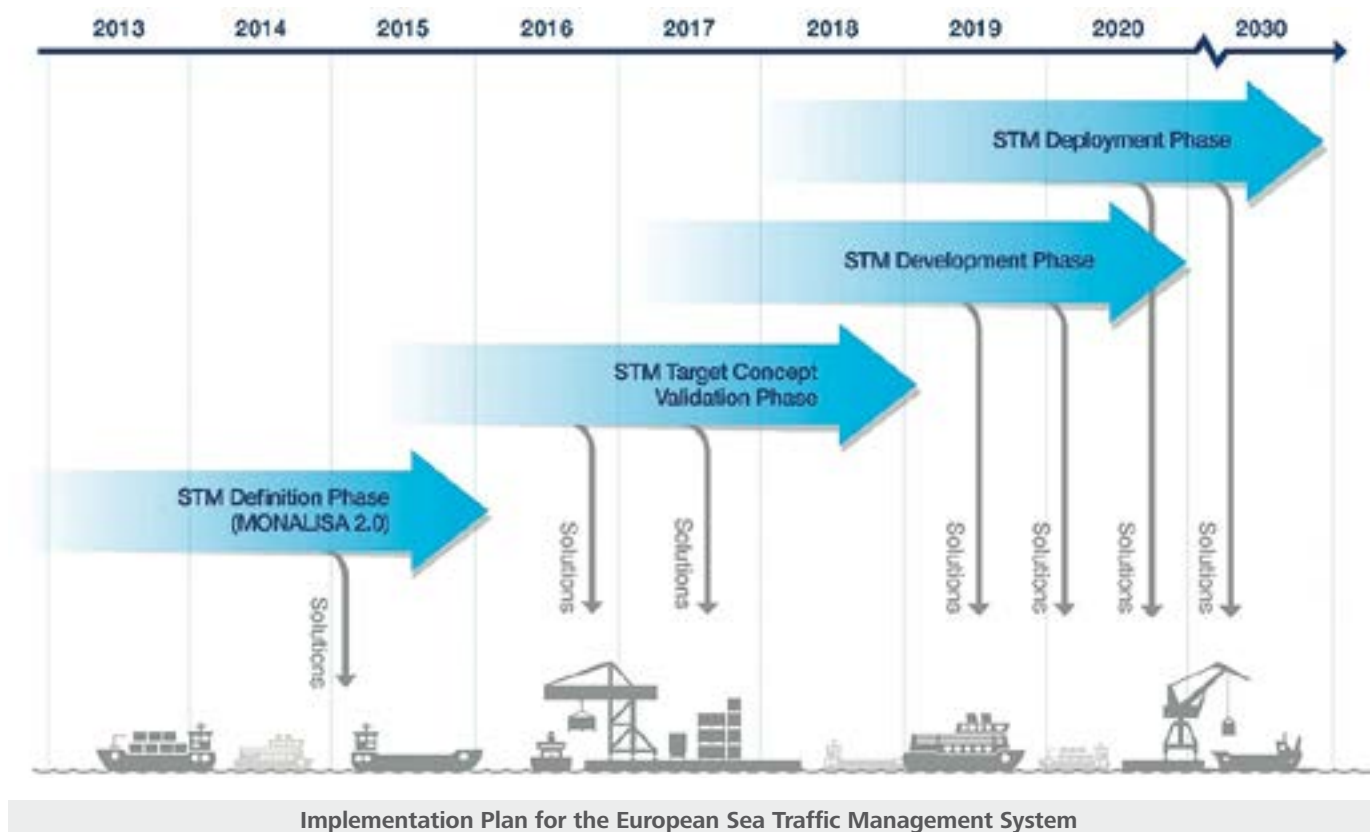 2013 2014 2015 2016 2017 2018 2019 2020 2030
STM Deployment Phase
STM Development Phase
STM Target Concept
Validation Phase
STM Definition Phase
(MONALISA 2.0)
Solutions
Solutions
Solutions
Solutions
Solutions
Solutions
Solutions
Implementation Plan for the European Sea Traffic Management System